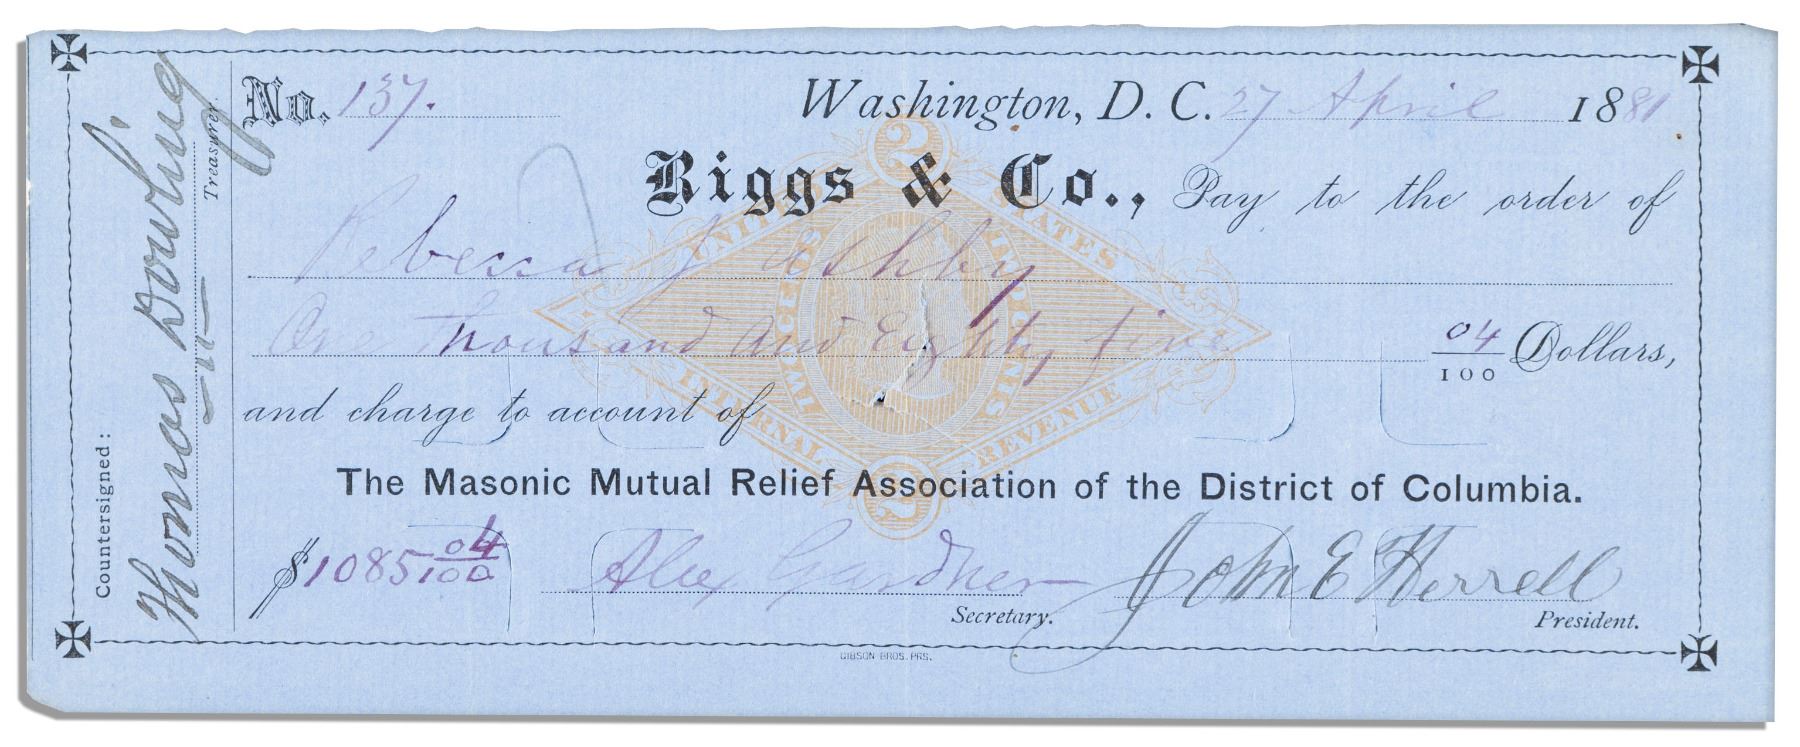 No. 137.
Washington, D. C. 27 April 1881
Riggs & Co., Pay to the order of
Rebecca J Ashby
One Thousand and Eighty five 04/100 Dollars,
and charge to account of
The Masonic Mutual Relief Association of the District of Columbia.
$1085 04/100
Alex Gardner
Secretary.
John E Herrell
President.
Countersigned:
Thomas Dowling
Treasurer.
2
UNITED STATES
INTERNAL REVENUE
2
GIBSON BROS. PRS.